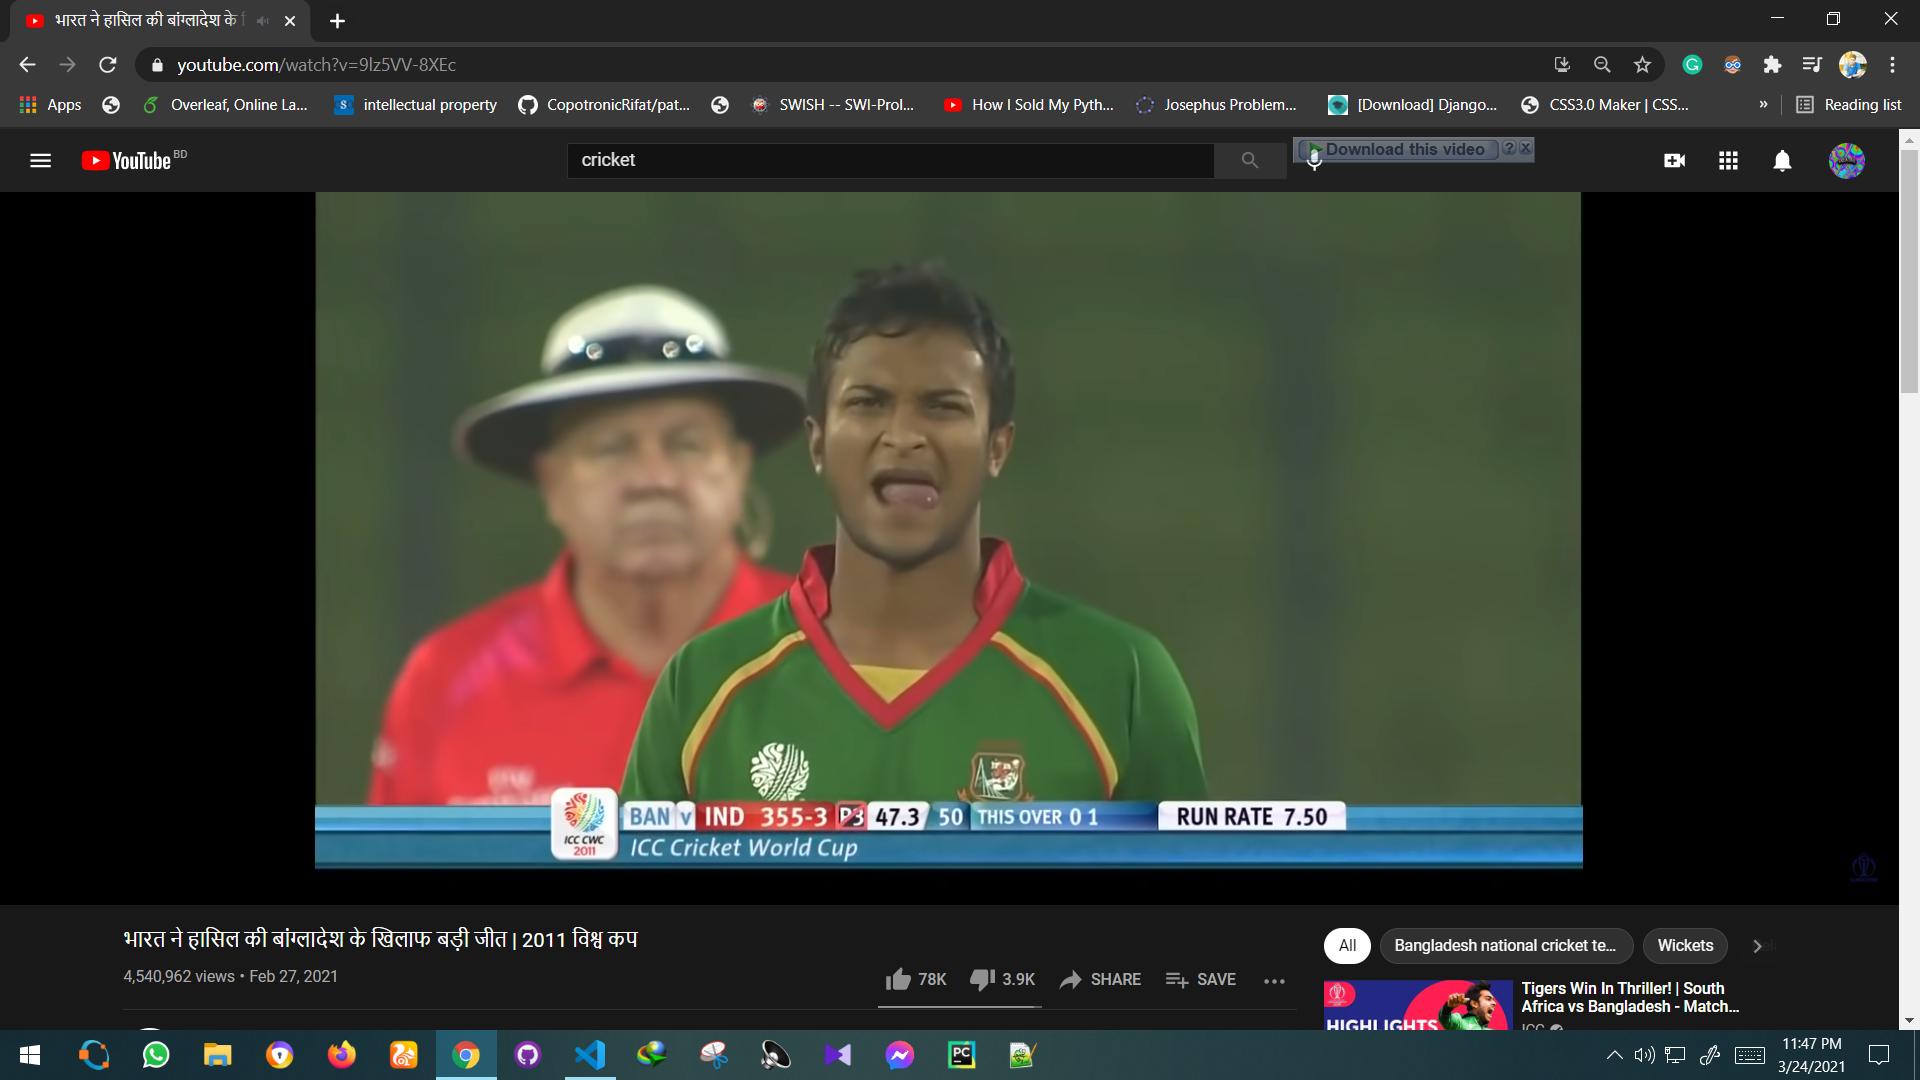 भारत ने हासिल की बांग्लादेश के
youtube.com/watch?v=9lz5VV-8XEc
Apps
Overleaf, Online La...
intellectual property
CopotronicRifat/pat...
SWISH -- SWI-Prol...
How I Sold My Pyth...
Josephus Problem...
[Download] Django...
CSS3.0 Maker | CSS...
»
Reading list
YouTube BD
cricket
Download this video
BAN v IND 355-3 P3 47.3 50 THIS OVER 0 1 RUN RATE 7.50
ICC CWC
2011
ICC Cricket World Cup
भारत ने हासिल की बांग्लादेश के खिलाफ बड़ी जीत | 2011 विश्व कप
4,540,962 views • Feb 27, 2021
78K
3.9K
SHARE
SAVE
All
Bangladesh national cricket te...
Wickets
HIGHLIGHTS
Tigers Win In Thriller! | South
Africa vs Bangladesh - Match...
ICC
PC
11:47 PM
3/24/2021